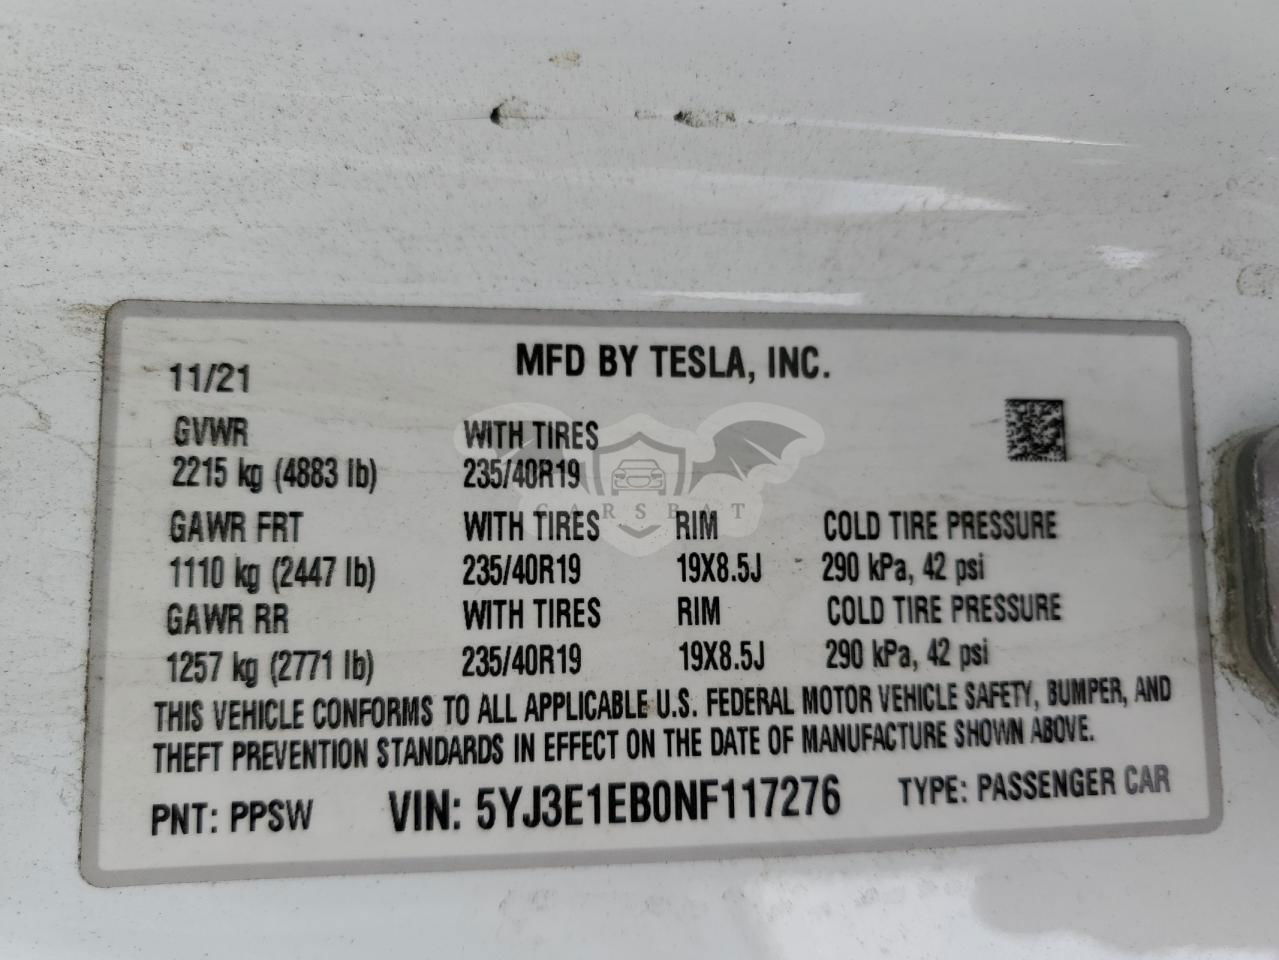 MFD BY TESLA, INC.
11/21
GVWR WITH TIRES
2215 kg (4883 lb) 235/40R19
CARSBAT
GAWR FRT WITH TIRES RIM COLD TIRE PRESSURE
1110 kg (2447 lb) 235/40R19 19X8.5J 290 kPa, 42 psi
GAWR RR WITH TIRES RIM COLD TIRE PRESSURE
1257 kg (2771 lb) 235/40R19 19X8.5J 290 kPa, 42 psi
THIS VEHICLE CONFORMS TO ALL APPLICABLE U.S. FEDERAL MOTOR VEHICLE SAFETY, BUMPER, AND
THEFT PREVENTION STANDARDS IN EFFECT ON THE DATE OF MANUFACTURE SHOWN ABOVE.
PNT: PPSW VIN: 5YJ3E1EB0NF117276 TYPE: PASSENGER CAR